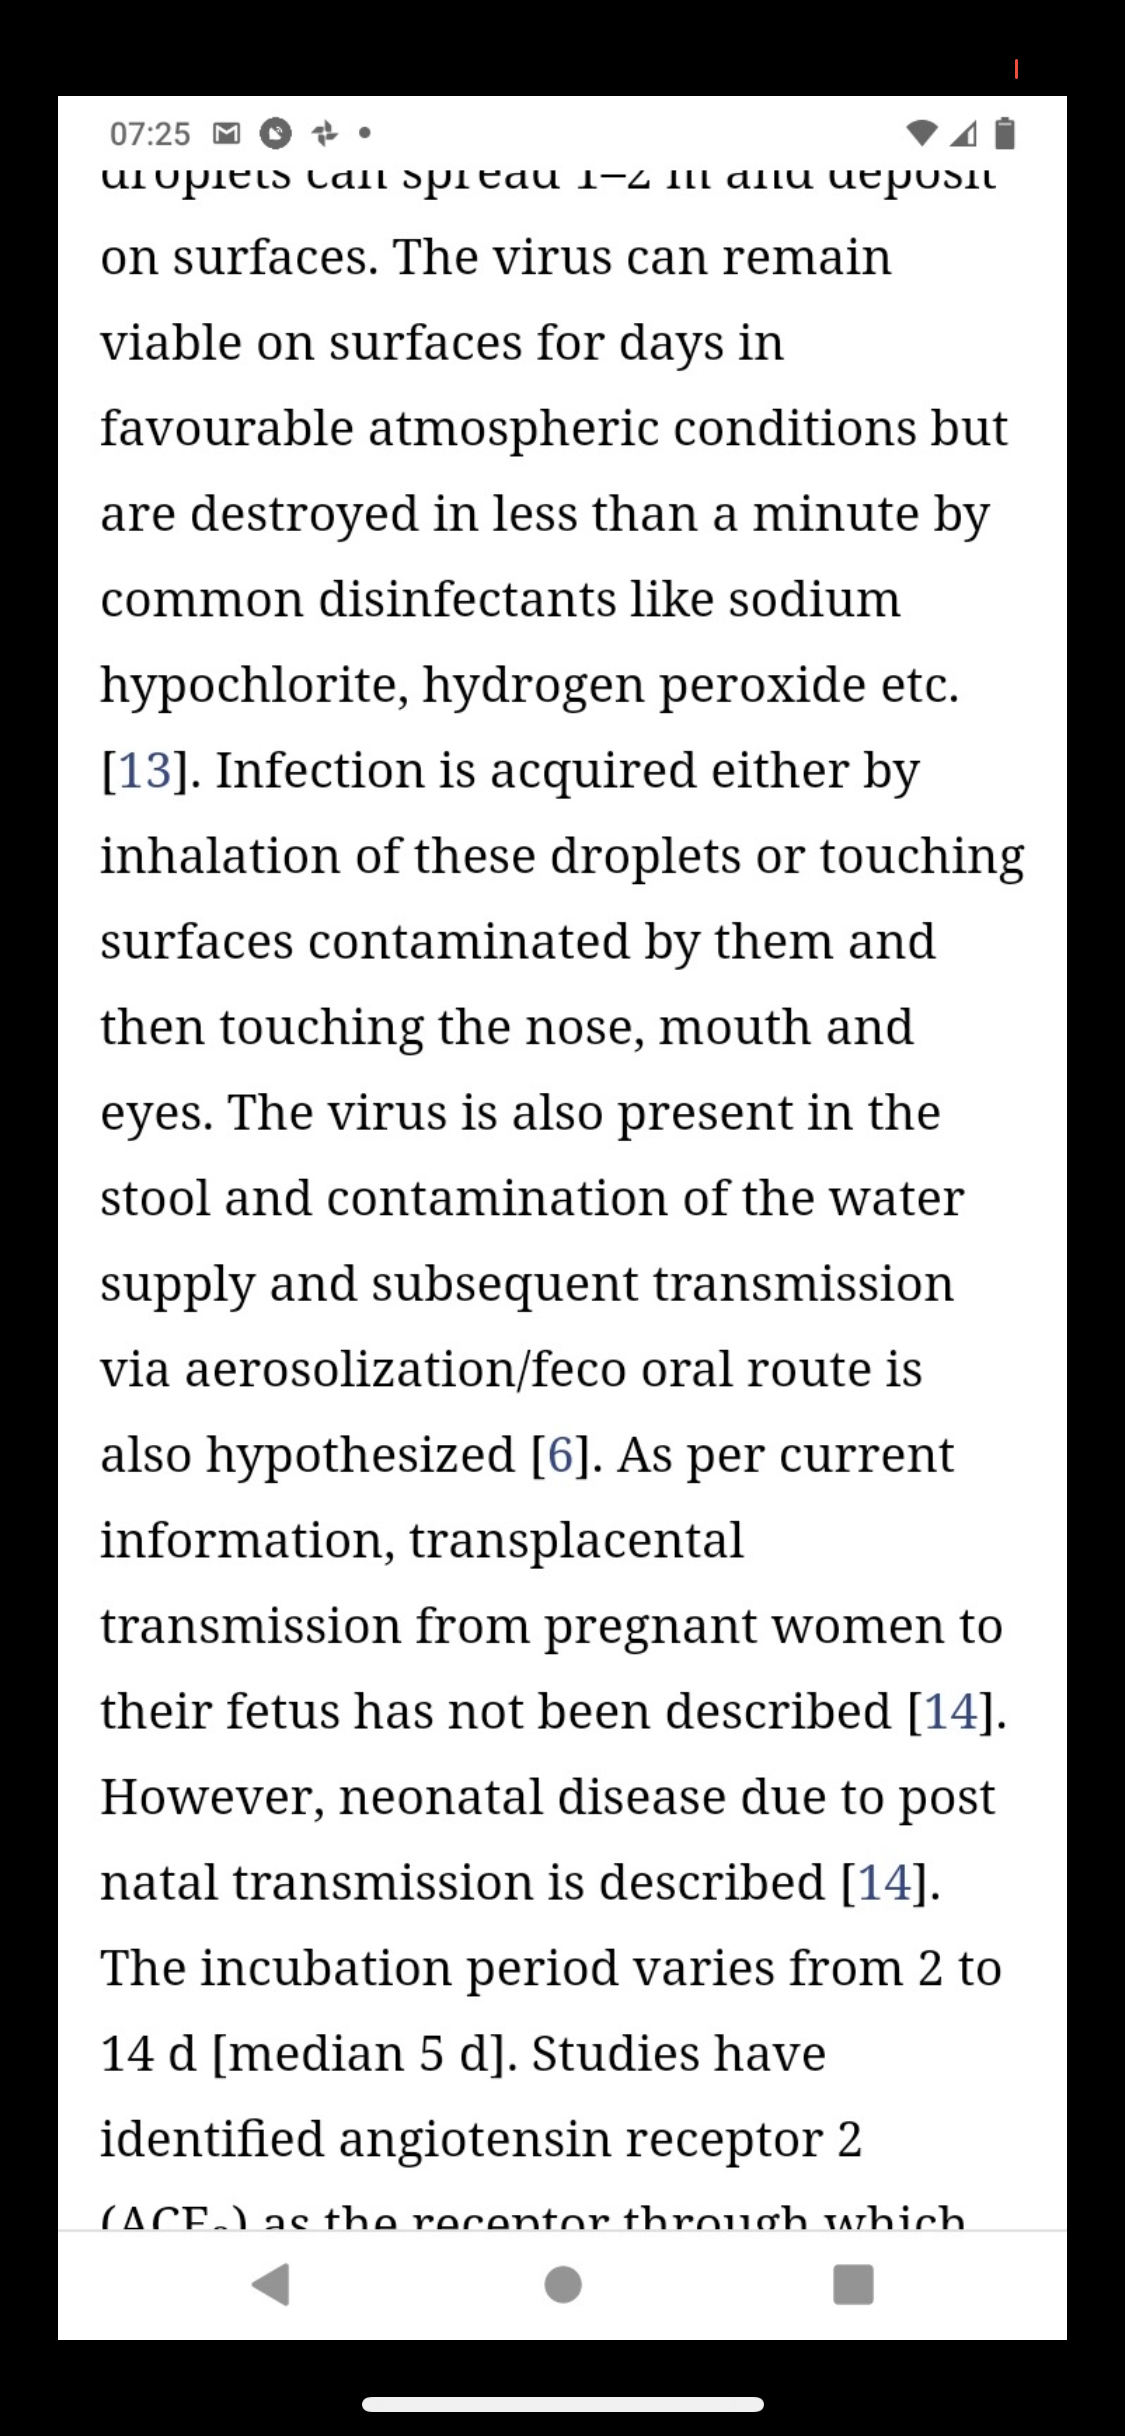 07:25
droplets can spread 1–2 m and deposit
on surfaces. The virus can remain
viable on surfaces for days in
favourable atmospheric conditions but
are destroyed in less than a minute by
common disinfectants like sodium
hypochlorite, hydrogen peroxide etc.
[13]. Infection is acquired either by
inhalation of these droplets or touching
surfaces contaminated by them and
then touching the nose, mouth and
eyes. The virus is also present in the
stool and contamination of the water
supply and subsequent transmission
via aerosolization/feco oral route is
also hypothesized [6]. As per current
information, transplacental
transmission from pregnant women to
their fetus has not been described [14].
However, neonatal disease due to post
natal transmission is described [14].
The incubation period varies from 2 to
14 d [median 5 d]. Studies have
identified angiotensin receptor 2
(ACE₂) as the receptor through which